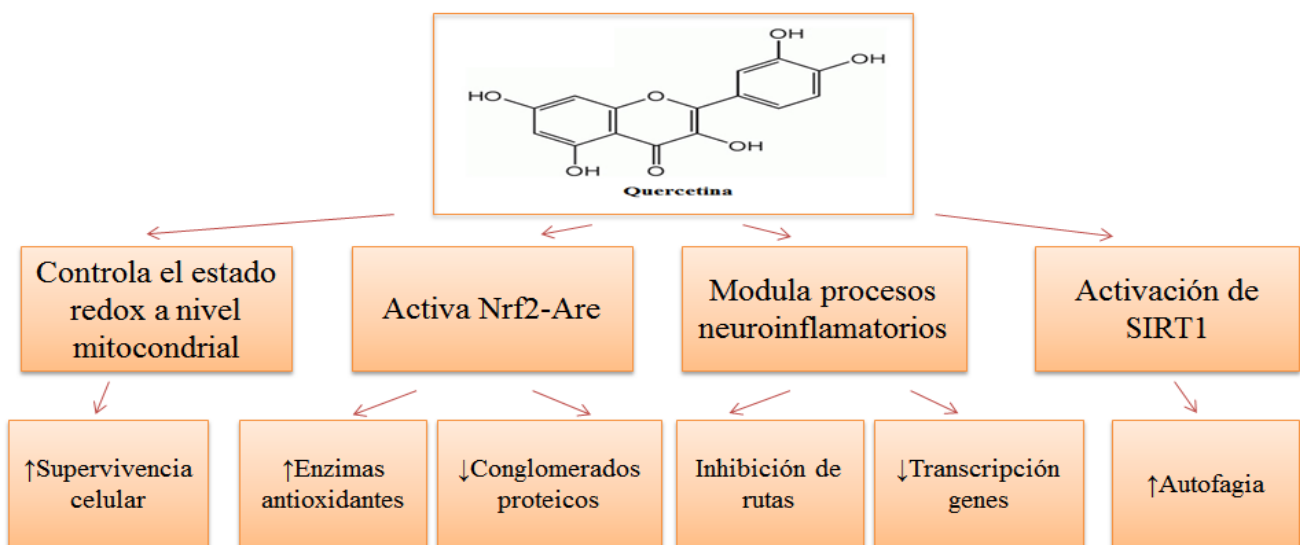 OH
OH
HO
O
OH
OH
O
Quercetina
Controla el estado
redox a nivel
mitocondrial
Activa Nrf2-Are
Modula procesos
neuroinflamatorios
Activación de
SIRT1
↑Supervivencia
celular
↑Enzimas
antioxidantes
↓Conglomerados
proteicos
Inhibición de
rutas
↓Transcripción
genes
↑Autofagia